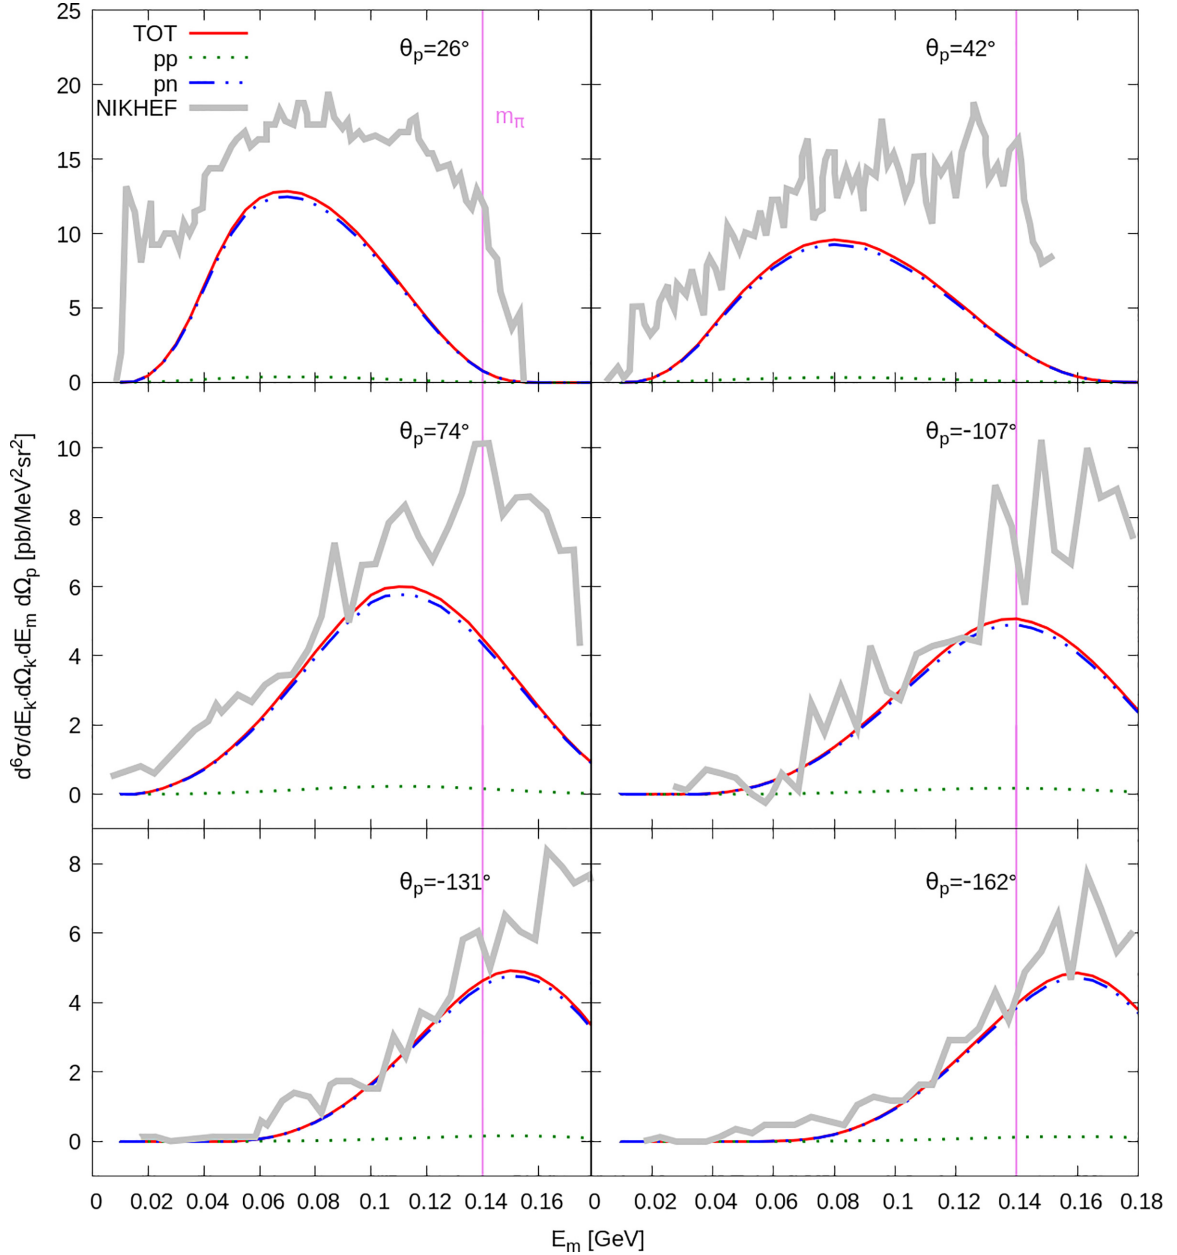 25
20
15
10
5
0
TOT
pp
pn
NIKHEF
θp=26°
mπ
θp=42°
10
8
6
4
2
0
θp=74°
θp=-107°
8
6
4
2
0
θp=-131°
θp=-162°
d⁶σ/dEk'dΩk'dEm dΩp [pb/MeV²sr²]
0 0.02 0.04 0.06 0.08 0.1 0.12 0.14 0.16 0 0.02 0.04 0.06 0.08 0.1 0.12 0.14 0.16 0.18
Em [GeV]